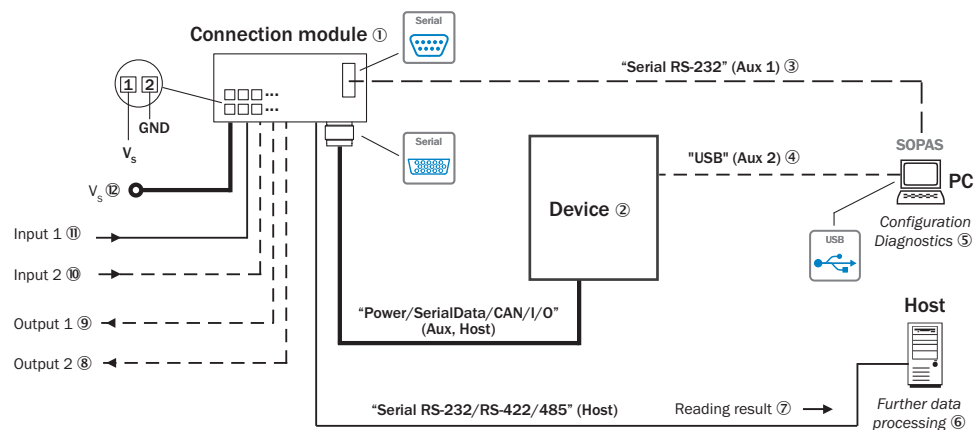 Serial
Connection module ①
"Serial RS-232" (Aux 1) ③
1 2
GND
Vs
Serial
SOPAS
"USB" (Aux 2) ④
PC
Vs ⑫
Device ②
Configuration
Diagnostics ⑤
Input 1 ⑪
USB
Input 2 ⑩
Host
"Power/SerialData/CAN/I/O"
(Aux, Host)
Output 1 ⑨
Output 2 ⑧
"Serial RS-232/RS-422/485" (Host)
Reading result ⑦
Further data
processing ⑥